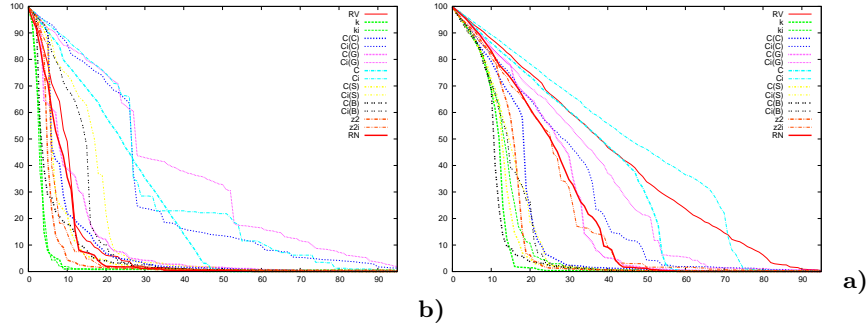 100
90
80
70
60
50
40
30
20
10
0
0 10 20 30 40 50 60 70 80 90
RV
k
ki
C(C)
Ci(C)
C(G)
Ci(G)
C
Ci
C(S)
Ci(S)
C(B)
Ci(B)
z2
z2i
RN
100
90
80
70
60
50
40
30
20
10
0
0 10 20 30 40 50 60 70 80 90
RV
k
ki
C(C)
Ci(C)
C(G)
Ci(G)
C
Ci
C(S)
Ci(S)
C(B)
Ci(B)
z2
z2i
RN
a)
b)